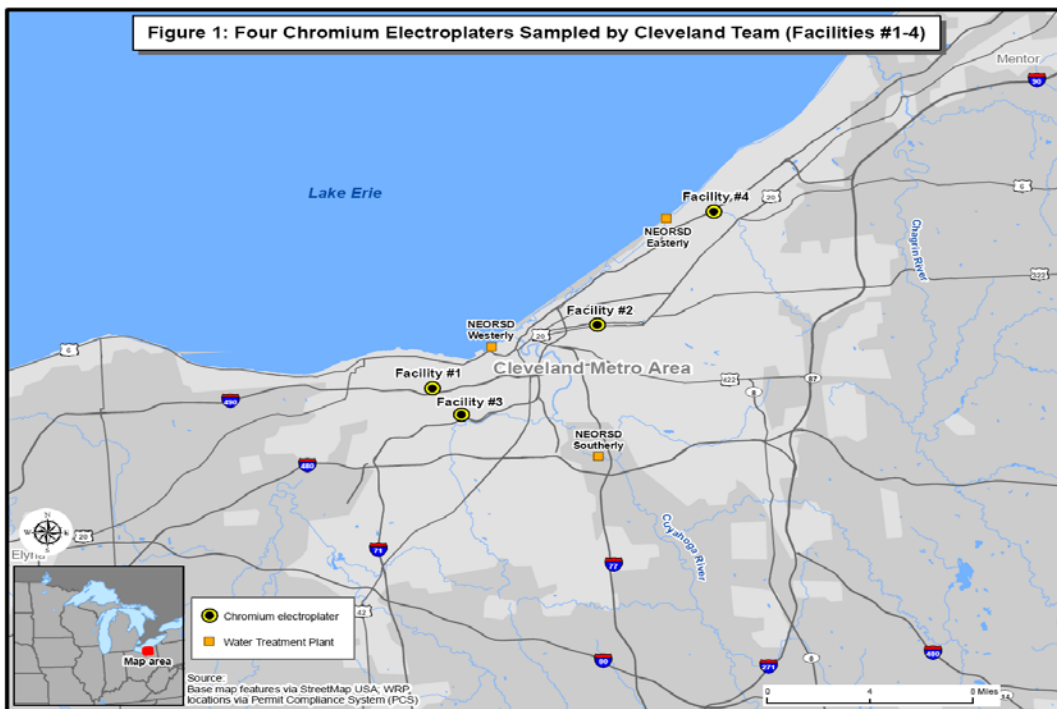 Figure 1: Four Chromium Electroplaters Sampled by Cleveland Team (Facilities #1-4)
Mentor
90
Lake Erie
Facility #4
20
6
NEORSD
Easterly
Chagrin River
322
Facility #2
NEORSD
Westerly
20
6
Cleveland Metro Area
Facility #1
422
87
8
490
Facility #3
NEORSD
Southerly
480
N
W
E
S
20
Elyria
71
77
Cuyahoga River
42
80
271
8
480
14
Chromium electroplater
Water Treatment Plant
Map area
Source:
Base map features via StreetMap USA; WRP
locations via Permit Compliance System (PCS)
0 4 8 Miles